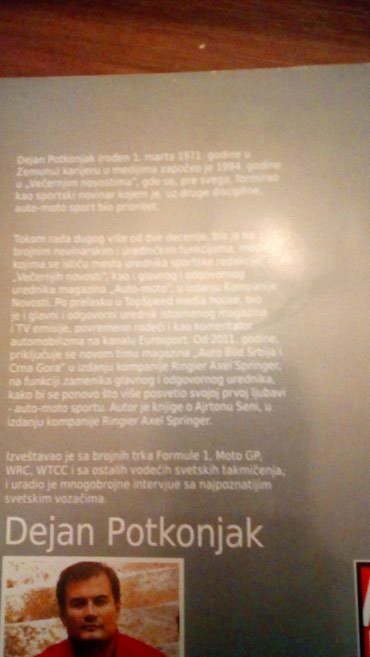 Dejan Potkonjak (rođen 1. marta 1971. godine u
Zemunu) karijeru u medijima započeo je 1994. godine
u „Večernjim novostima“, gde se, pre svega, formirao
kao sportski novinar kojem je, uz druge discipline,
auto-moto sport bio prioritet.
Tokom rada dugog više od dve decenije, bio je na
brojnim novinarskim i uredničkim funkcijama, među
kojima se ističu mesta urednika sportske redakcije
„Večernjih novosti“, kao i glavnog i odgovornog
urednika magazina „Auto-moto“, u izdanju Kompanije
Novosti. Po prelasku u TopSpeed media house, bio
je i glavni i odgovorni urednik istoimenog magazina
i TV emisije, povremeno radeći i kao komentator
automobilizma na kanalu Eurosport. Od 2011. godine,
priključuje se novom timu magazina „Auto Bild Srbija i
Crna Gora“ u izdanju kompanije Ringier Axel Springer,
na funkciji zamenika glavnog i odgovornog urednika,
kako bi se ponovo što više posvetio svojoj prvoj ljubavi
- auto-moto sportu. Autor je knjige o Ajrtonu Seni, u
izdanju kompanije Ringier Axel Springer.
Izveštavao je sa brojnih trka Formule 1, Moto GP,
WRC, WTCC i sa ostalih vodećih svetskih takmičenja,
i uradio je mnogobrojne intervjue sa najpoznatijim
svetskim vozačima.
Dejan Potkonjak